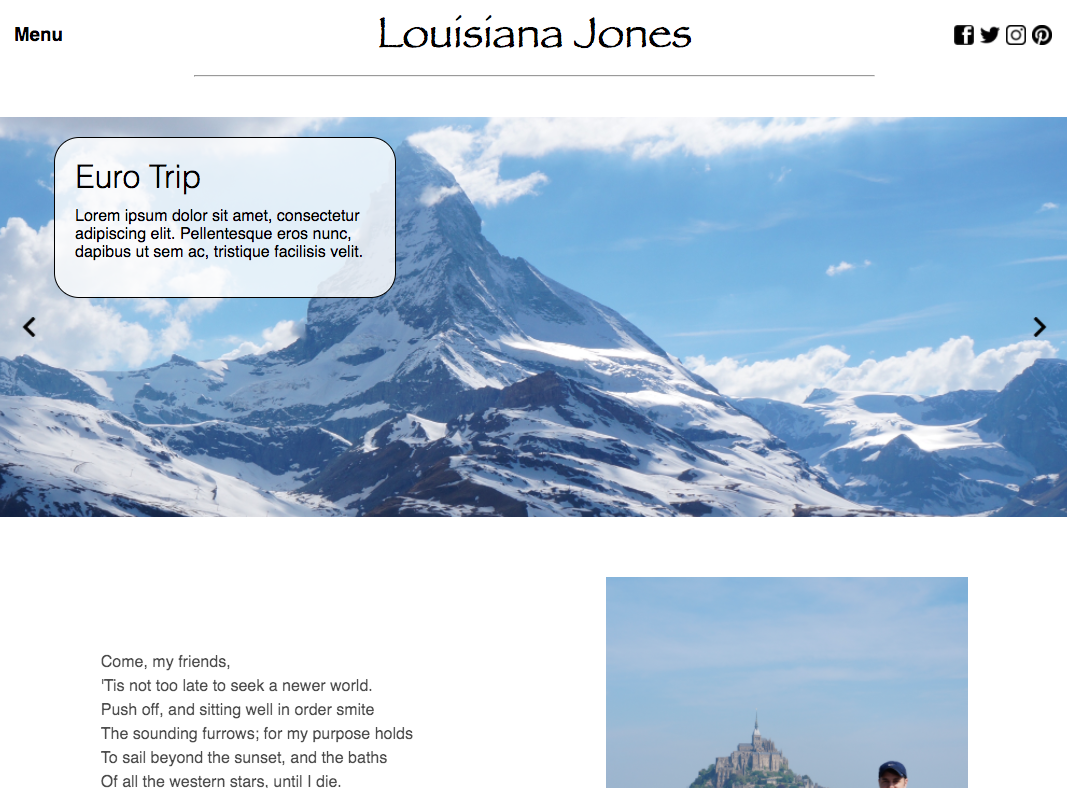 Menu
Louisiana Jones
Euro Trip
Lorem ipsum dolor sit amet, consectetur
adipiscing elit. Pellentesque eros nunc,
dapibus ut sem ac, tristique facilisis velit.
Come, my friends,
'Tis not too late to seek a newer world.
Push off, and sitting well in order smite
The sounding furrows; for my purpose holds
To sail beyond the sunset, and the baths
Of all the western stars, until I die.